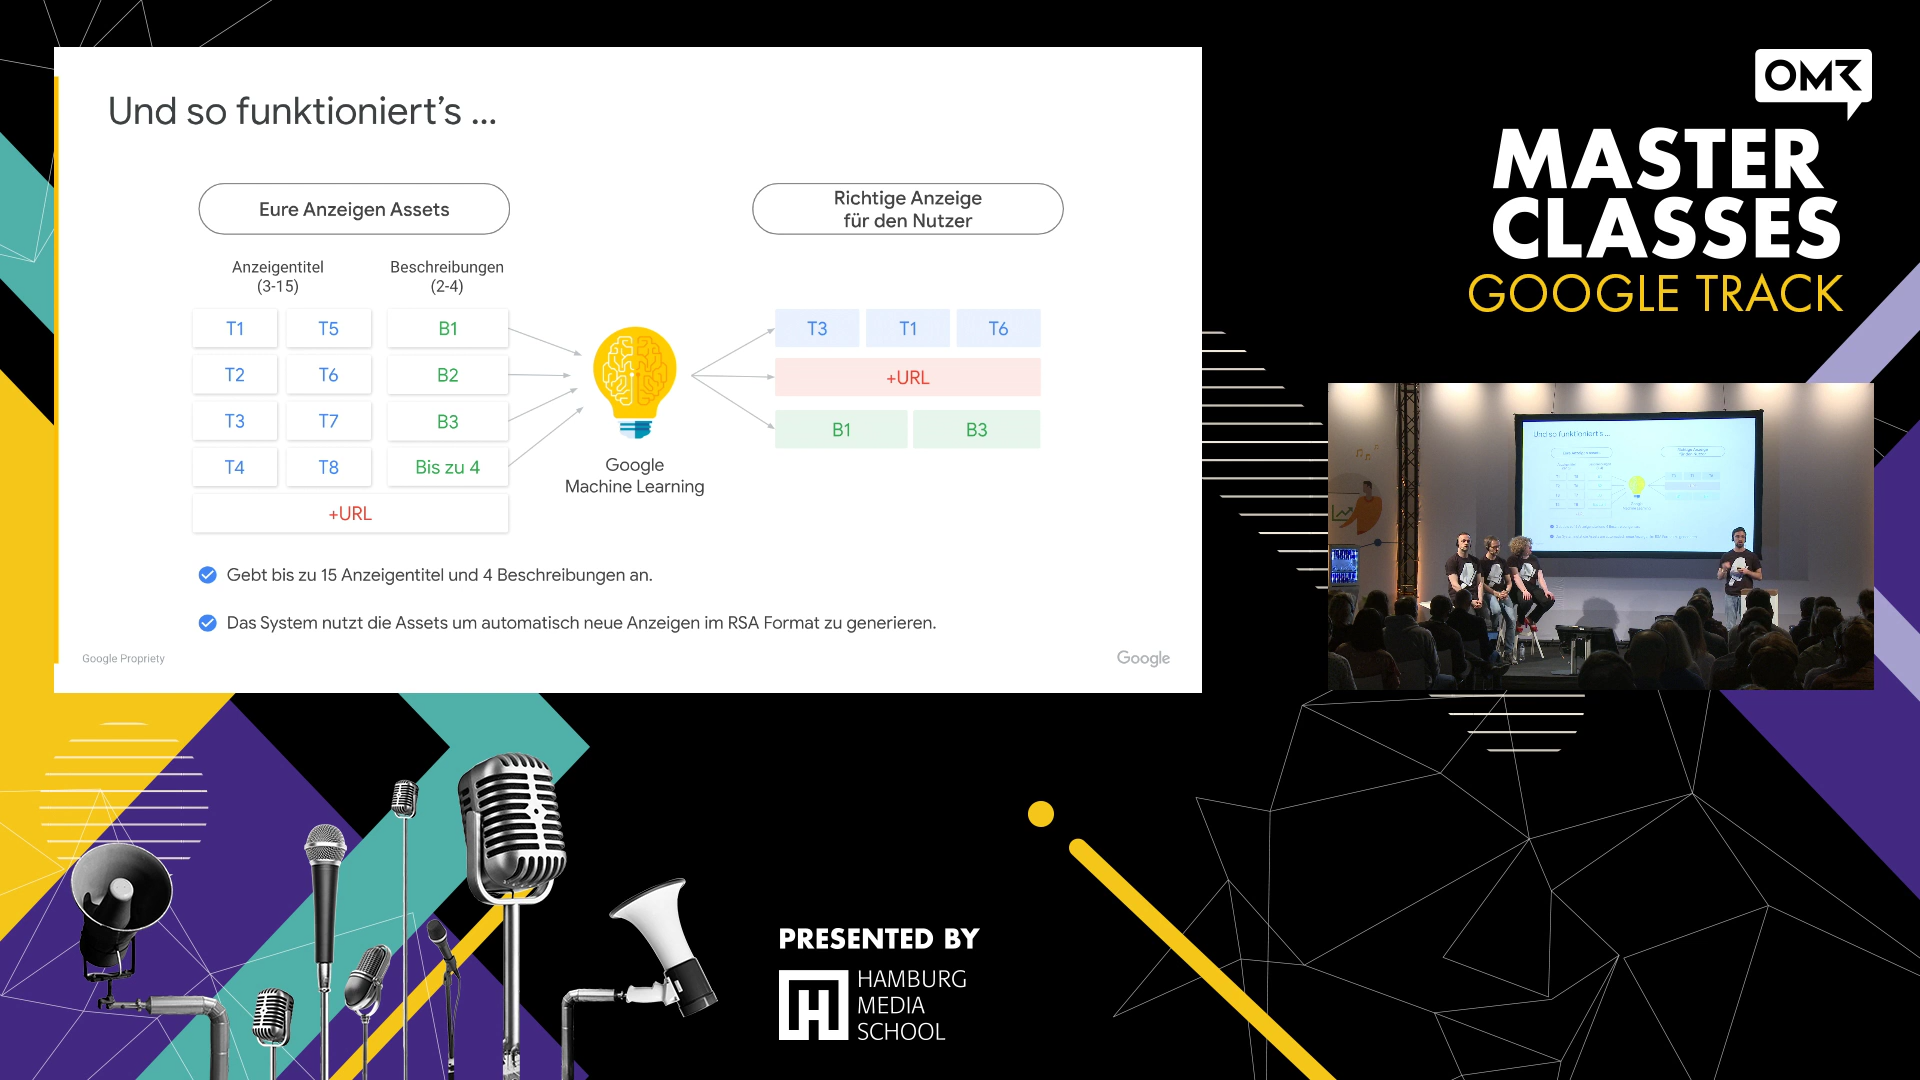 Und so funktioniert’s ...
Eure Anzeigen Assets
Anzeigentitel
(3-15)
Beschreibungen
(2-4)
T1 T5 B1
T2 T6 B2
T3 T7 B3
T4 T8 Bis zu 4
+URL
Google
Machine Learning
Richtige Anzeige
für den Nutzer
T3 T1 T6
+URL
B1 B3
Gebt bis zu 15 Anzeigentitel und 4 Beschreibungen an.
Das System nutzt die Assets um automatisch neue Anzeigen im RSA Format zu generieren.
Google Propriety
Google
OMR
MASTER
CLASSES
GOOGLE TRACK
Und so funktioniert's ...
PRESENTED BY
HAMBURG
MEDIA
SCHOOL